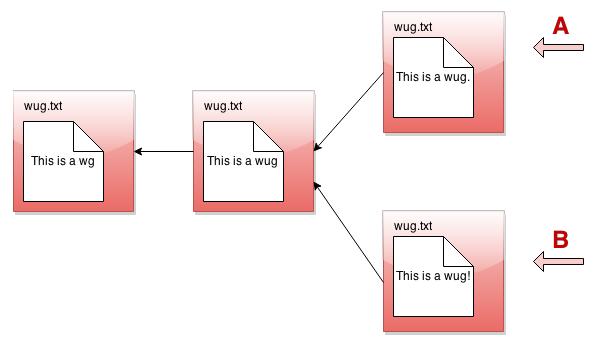 wug.txt
This is a wg
wug.txt
This is a wug
wug.txt
This is a wug.
A
wug.txt
This is a wug!
B